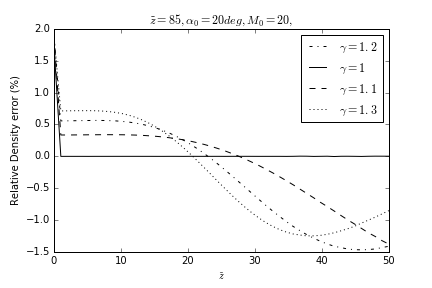 z̃ = 85, α₀ = 20deg, M₀ = 20,
Relative Density error (%)
2.0
1.5
1.0
0.5
0.0
−0.5
−1.0
−1.5
0 10 20 30 40 50
z̃
γ = 1.2
γ = 1
γ = 1.1
γ = 1.3